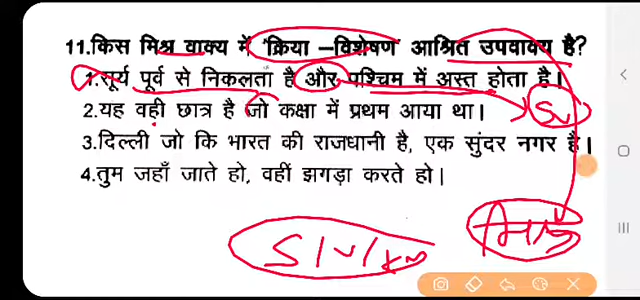 11.किस मिश्र वाक्य में 'क्रिया –विशेषण' आश्रित उपवाक्य है?
1.सूर्य पूर्व से निकलता है और पश्चिम में अस्त होता है।
2.यह वही छात्र है जो कक्षा में प्रथम आया था।
3.दिल्ली जो कि भारत की राजधानी है, एक सुंदर नगर है।
4.तुम जहाँ जाते हो, वहीं झगड़ा करते हो।